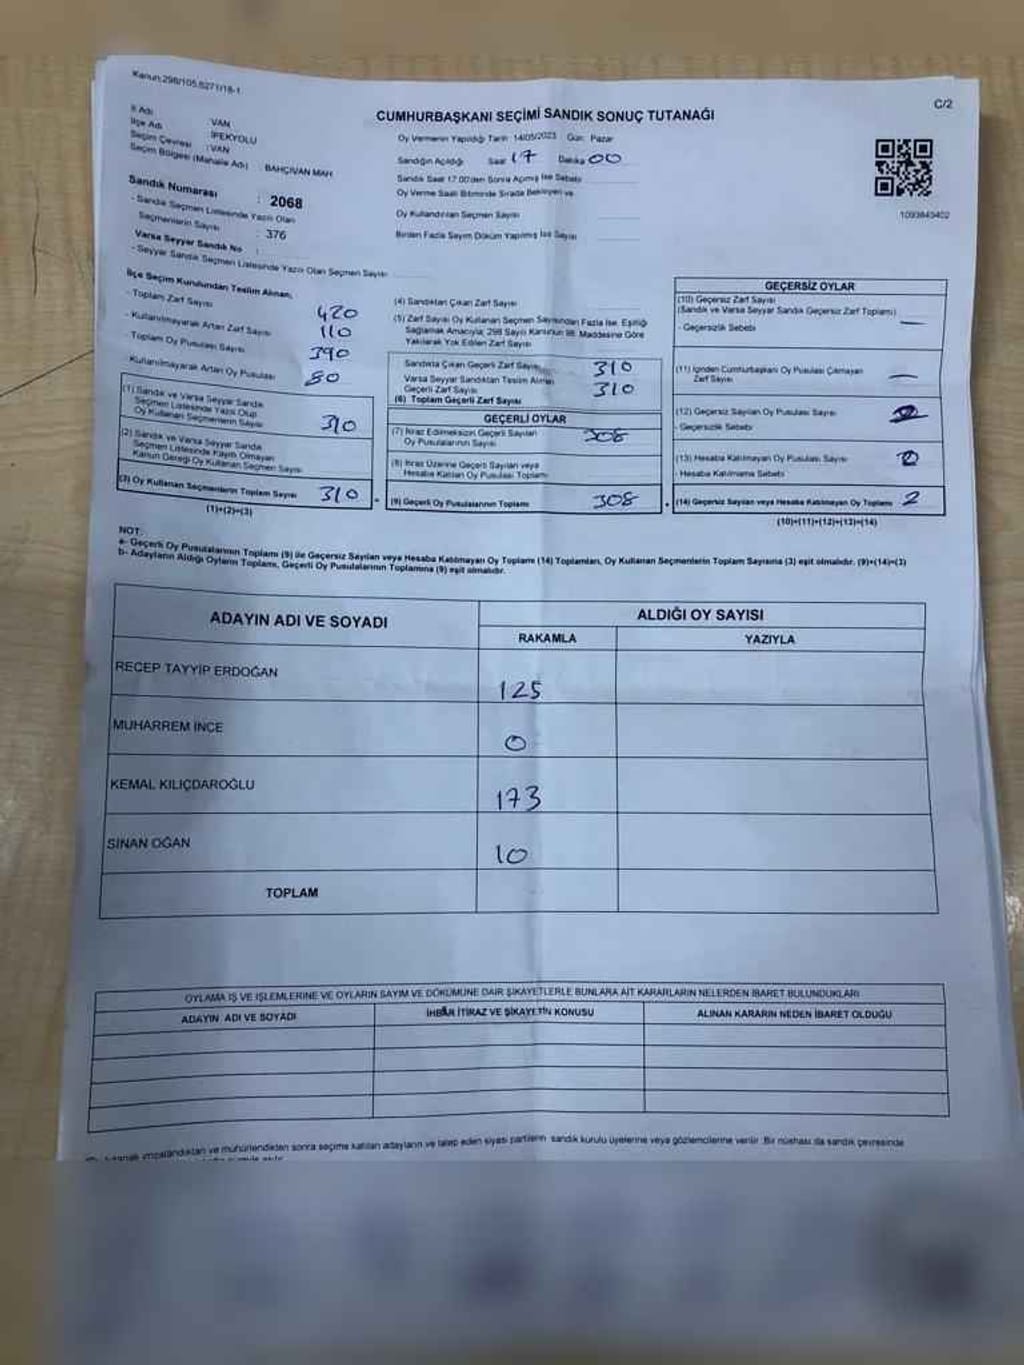 Kanun:298/105,6271/18-1
C/2
CUMHURBAŞKANI SEÇİMİ SANDIK SONUÇ TUTANAĞI
İl Adı : VAN
İlçe Adı : İPEKYOLU
Seçim Çevresi : VAN
Seçim Bölgesi (Mahalle Adı) : BAHÇIVAN MAH
Sandık Numarası : 2068
- Sandık Seçmen Listesinde Yazılı Olan
Seçmenlerin Sayısı : 376
Varsa Seyyar Sandık No :
- Seyyar Sandık Seçmen Listesinde Yazılı Olan Seçmen Sayısı
Oy Vermenin Yapıldığı Tarih: 14/05/2023 Gün: Pazar
Sandığın Açıldığı Saat 17 Dakika 00
Sandık Saat 17:00'den Sonra Açılmış İse Sebebi
Oy Verme Saati Bitiminde Sırada Bekleyen ve
Oy Kullandırılan Seçmen Sayısı
Birden Fazla Sayım Döküm Yapılmış İse Sayısı
1093849402
İlçe Seçim Kurulundan Teslim Alınan;
- Toplam Zarf Sayısı 420
- Kullanılmayarak Artan Zarf Sayısı 110
- Toplam Oy Pusulası Sayısı 390
- Kullanılmayarak Artan Oy Pusulası 80
(1) Sandık ve Varsa Seyyar Sandık
Seçmen Listesinde Yazılı Olup
Oy Kullanan Seçmenlerin Sayısı 310
(2) Sandık ve Varsa Seyyar Sandık
Seçmen Listesinde Kayıtlı Olmayan
Kanun Gereği Oy Kullanan Seçmen Sayısı
(3) Oy Kullanan Seçmenlerin Toplam Sayısı 310
(1)+(2)=(3)
(4) Sandıktan Çıkan Zarf Sayısı
(5) Zarf Sayısı Oy Kullanan Seçmen Sayısından Fazla İse, Eşitliği
Sağlamak Amacıyla, 298 Sayılı Kanunun 98. Maddesine Göre
Yakılarak Yok Edilen Zarf Sayısı
Sandıkta Çıkan Geçerli Zarf Sayısı 310
Varsa Seyyar Sandıktan Teslim Alınan
Geçerli Zarf Sayısı 310
(6) Toplam Geçerli Zarf Sayısı
GEÇERLİ OYLAR
(7) İtiraz Edilmeksizin Geçerli Sayılan
Oy Pusulalarının Sayısı 308
(8) İtiraz Üzerine Geçerli Sayılan veya
Hesaba Katılan Oy Pusulası Toplamı
(9) Geçerli Oy Pusulalarının Toplamı 308
GEÇERSİZ OYLAR
(10) Geçersiz Zarf Sayısı
(Sandık ve Varsa Seyyar Sandık Geçersiz Zarf Toplamı)
- Geçersizlik Sebebi
(11) İçinden Cumhurbaşkanı Oy Pusulası Çıkmayan
Zarf Sayısı
(12) Geçersiz Sayılan Oy Pusulası Sayısı
- Geçersizlik Sebebi
(13) Hesaba Katılmayan Oy Pusulası Sayısı
- Hesaba Katılmama Sebebi
(14) Geçersiz Sayılan veya Hesaba Katılmayan Oy Toplamı 2
(10)+(11)+(12)+(13)=(14)
NOT:
a- Geçerli Oy Pusulalarının Toplamı (9) ile Geçersiz Sayılan veya Hesaba Katılmayan Oy Toplamı (14) Toplamları, Oy Kullanan Seçmenlerin Toplam Sayısına (3) eşit olmalıdır. (9)+(14)=(3)
b- Adayların Aldığı Oyların Toplamı, Geçerli Oy Pusulalarının Toplamına (9) eşit olmalıdır.
ADAYIN ADI VE SOYADI
ALDIĞI OY SAYISI
RAKAMLA YAZIYLA
RECEP TAYYİP ERDOĞAN 125
MUHARREM İNCE 0
KEMAL KILIÇDAROĞLU 173
SİNAN OĞAN 10
TOPLAM
OYLAMA İŞ VE İŞLEMLERİNE VE OYLARIN SAYIM VE DÖKÜMÜNE DAİR ŞİKAYETLERLE BUNLARA AİT KARARLARIN NELERDEN İBARET BULUNDUKLARI
ADAYIN ADI VE SOYADI İHBAR İTİRAZ VE ŞİKAYETİN KONUSU ALINAN KARARIN NEDEN İBARET OLDUĞU
tutanak imzalandıktan ve mühürlendikten sonra seçime katılan adayların ve talep eden siyasi partilerin sandık kurulu üyelerine veya gözlemcilerine verilir. Bir nüshası da sandık çevresinde